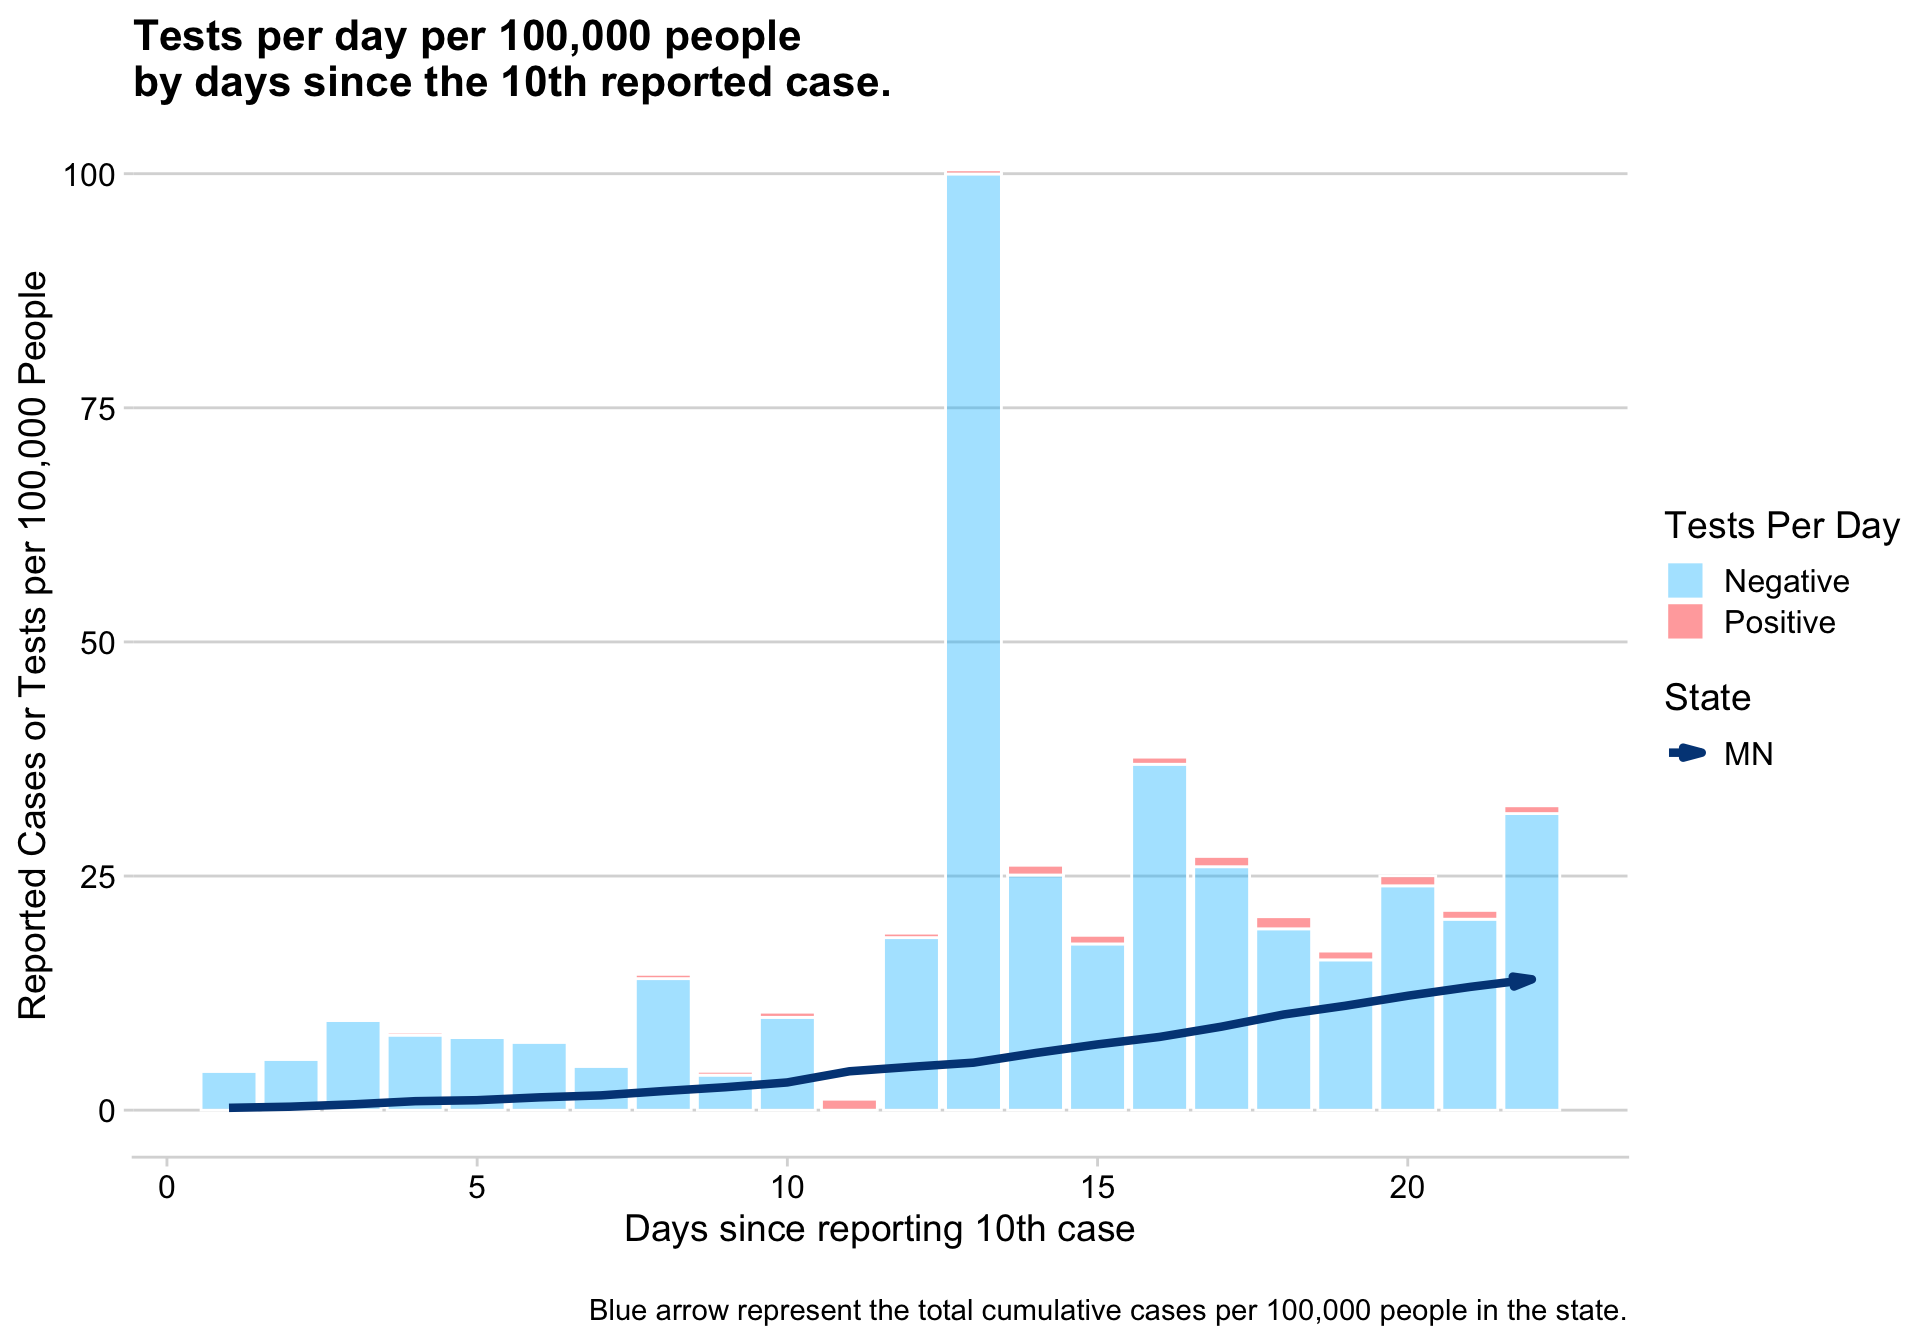 Tests per day per 100,000 people
by days since the 10th reported case.
Reported Cases or Tests per 100,000 People
100
75
50
25
0
0
5
10
15
20
Days since reporting 10th case
Tests Per Day
Negative
Positive
State
MN
Blue arrow represent the total cumulative cases per 100,000 people in the state.